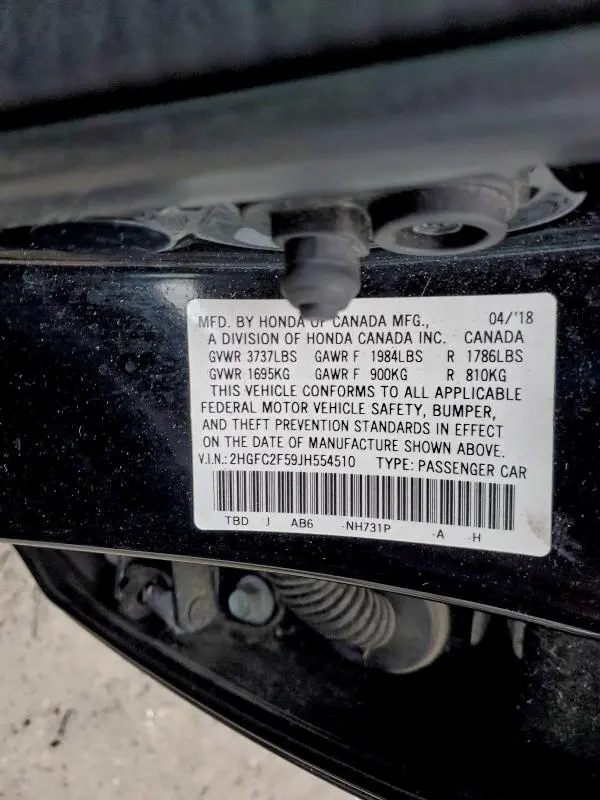 MFD. BY HONDA OF CANADA MFG., 04/'18
A DIVISION OF HONDA CANADA INC. CANADA
GVWR 3737LBS GAWR F 1984LBS R 1786LBS
GVWR 1695KG GAWR F 900KG R 810KG
THIS VEHICLE CONFORMS TO ALL APPLICABLE
FEDERAL MOTOR VEHICLE SAFETY, BUMPER,
AND THEFT PREVENTION STANDARDS IN EFFECT
ON THE DATE OF MANUFACTURE SHOWN ABOVE.
V.I.N.: 2HGFC2F59JH554510 TYPE: PASSENGER CAR
TBD J AB6 -NH731P -A -H